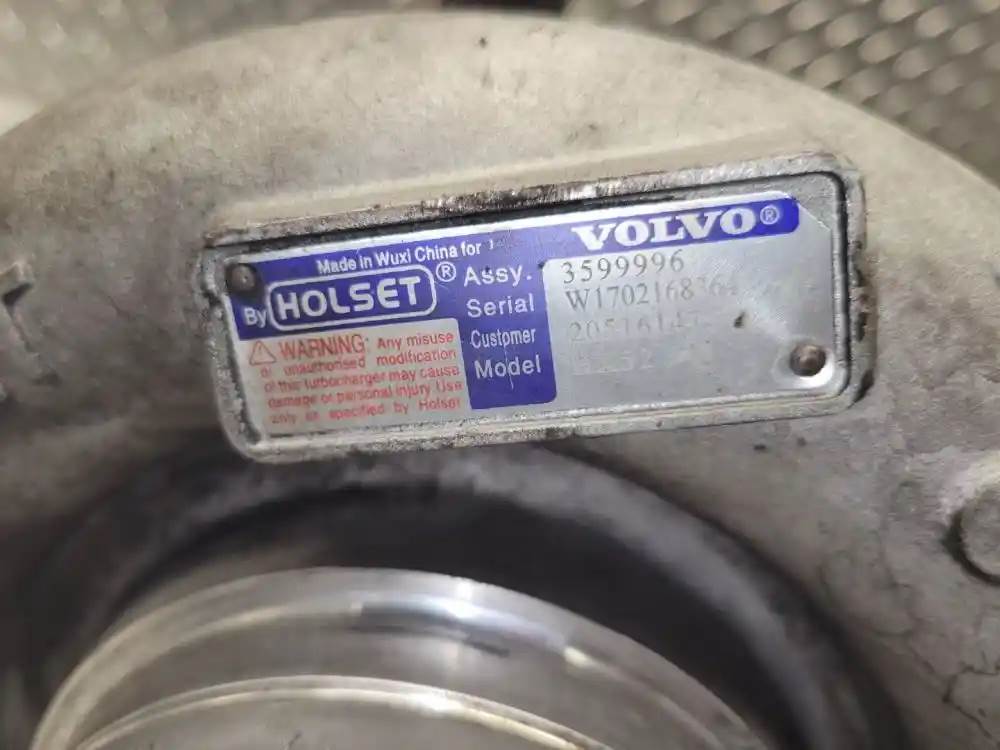 Made in Wuxi China for
VOLVO®
By HOLSET®
Assy. 3599996
Serial
Customer
Model
WARNING: Any misuse
or unauthorised modification
of this turbocharger may cause
damage or personal injury Use
only as specified by Holset